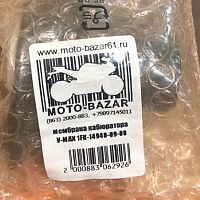 www.moto-bazar61.ru
MOTO-BAZAR
(863) 2000-883, +79897145011
Мембрана кабюратора
V-MAX 1FK-14940-09-00
2 000883 062926